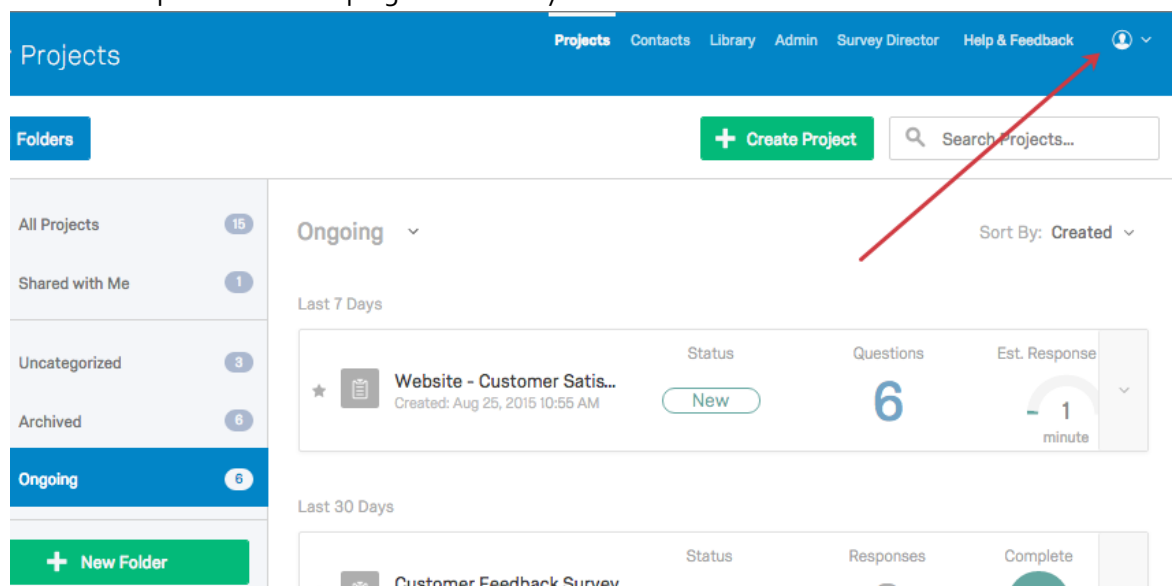 Projects
Projects Contacts Library Admin Survey Director Help & Feedback
Folders
Create Project
Search Projects...
All Projects 15
Shared with Me 1
Uncategorized 3
Archived 6
Ongoing 6
New Folder
Ongoing
Sort By: Created
Last 7 Days
Website - Customer Satis...
Created: Aug 25, 2015 10:55 AM
Status
New
Questions
6
Est. Response
1
minute
Last 30 Days
Customer Feedback Survey
Status
Responses
Complete